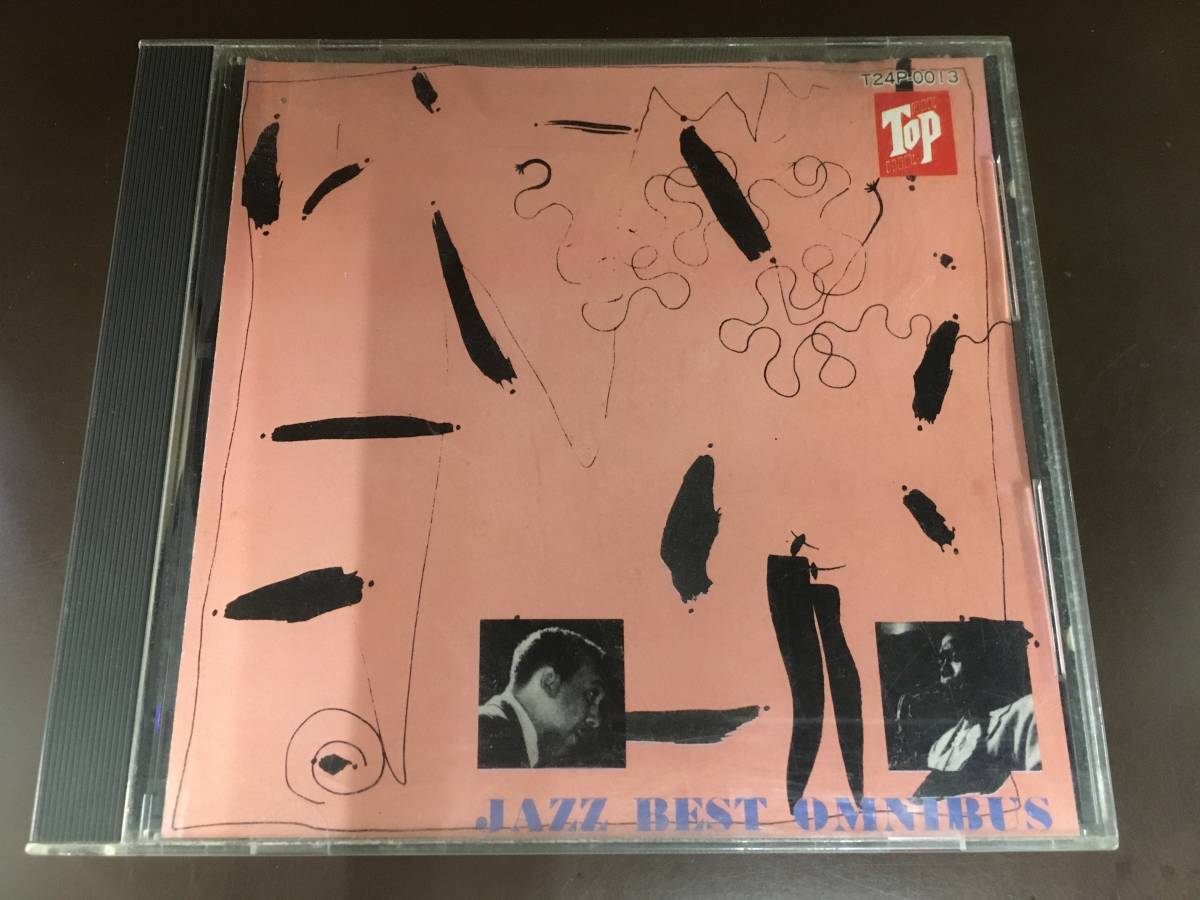 T24P-0013
Top
JAZZ BEST OMNIBUS